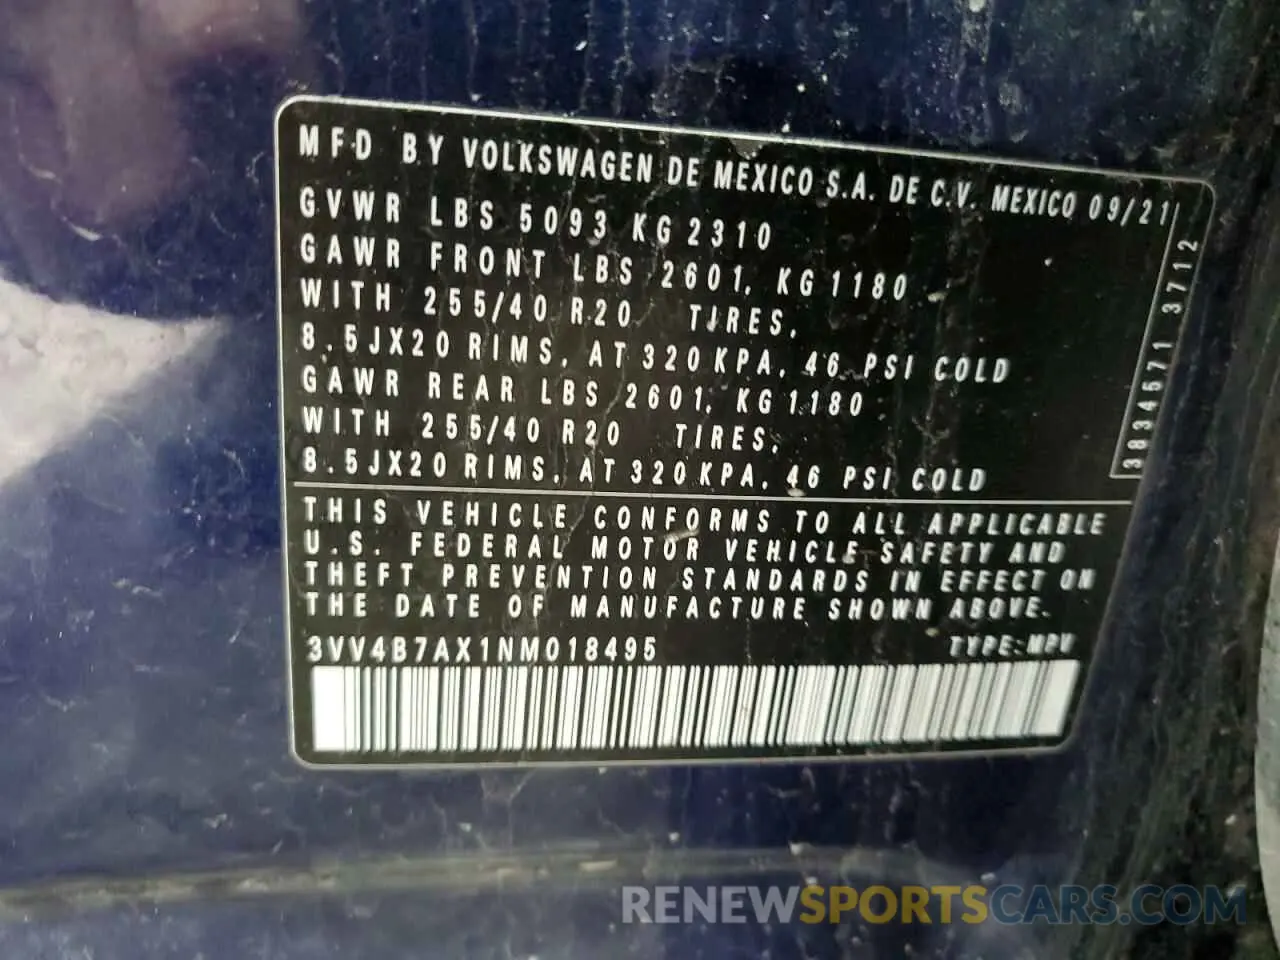 MFD BY VOLKSWAGEN DE MEXICO S.A. DE C.V. MEXICO 09/21
GVWR LBS 5093 KG 2310
GAWR FRONT LBS 2601, KG 1180
WITH 255/40 R20 TIRES,
8.5JX20 RIMS, AT 320 KPA, 46 PSI COLD
GAWR REAR LBS 2601, KG 1180
WITH 255/40 R20 TIRES,
8.5JX20 RIMS, AT 320 KPA, 46 PSI COLD
3834571 3712
THIS VEHICLE CONFORMS TO ALL APPLICABLE
U.S. FEDERAL MOTOR VEHICLE SAFETY AND
THEFT PREVENTION STANDARDS IN EFFECT ON
THE DATE OF MANUFACTURE SHOWN ABOVE.
3VV4B7AX1NM018495 TYPE:MPV
RENEWSPORTSCARS.COM